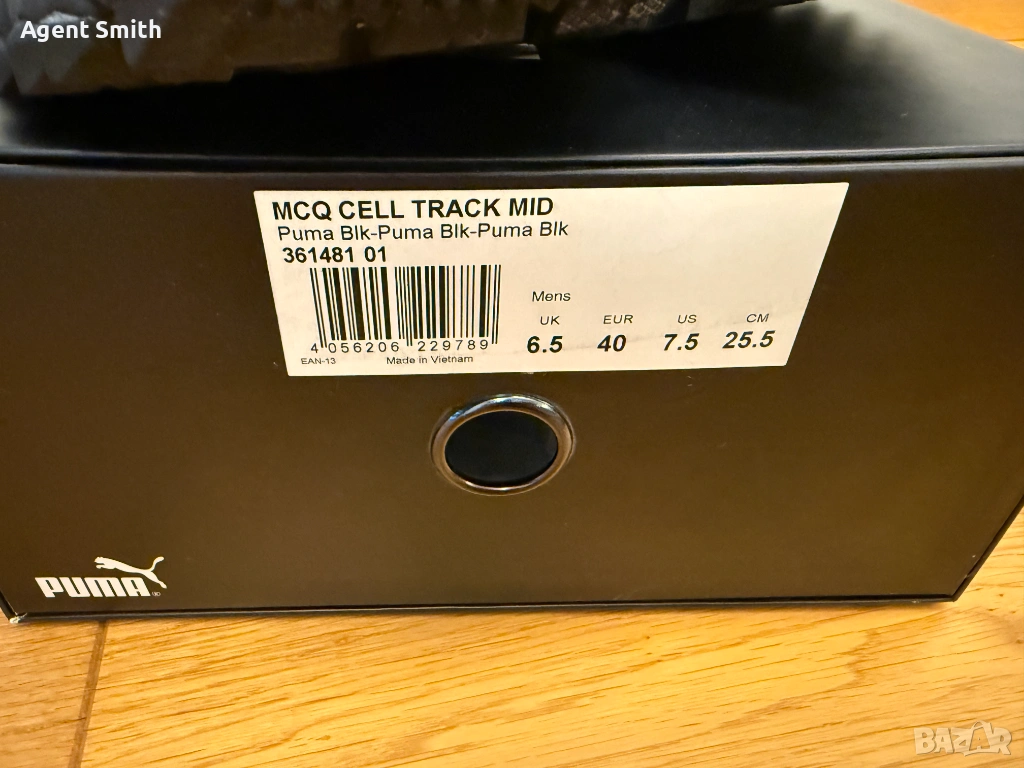 Agent Smith
MCQ CELL TRACK MID
Puma Blk-Puma Blk-Puma Blk
361481 01
4 056206 229789
EAN-13 Made in Vietnam
Mens
UK EUR US CM
6.5 40 7.5 25.5
PUMA®
BAZAR